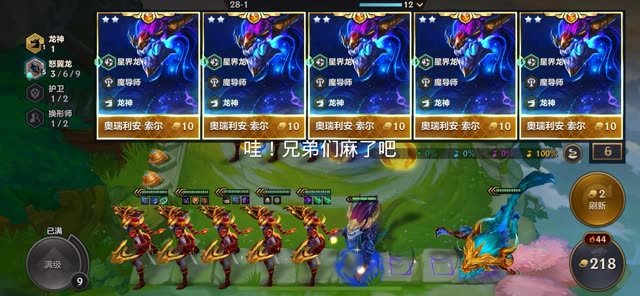 28-1
12
龙神
1
1
怒翼龙
3
3/6/9
护卫
1/2
换形师
1/2
星界龙
魔导师
龙神
奥瑞利安·索尔 10
星界龙
魔导师
龙神
奥瑞利安·索尔 10
星界龙
魔导师
龙神
奥瑞利安·索尔 10
星界龙
魔导师
龙神
奥瑞利安·索尔 10
星界龙
魔导师
龙神
奥瑞利安·索尔 10
哇！兄弟们麻了吧
0%
0%
100%
6
2
刷新
44
218
已满
满级
9